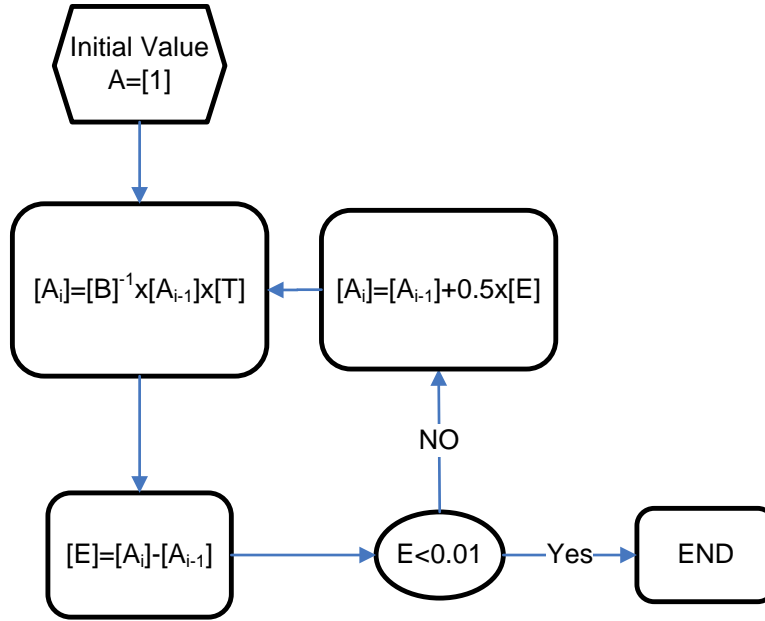 Initial Value
A=[1]
[Aᵢ]=[B]⁻¹x[Aᵢ₋₁]x[T]
[Aᵢ]=[Aᵢ₋₁]+0.5x[E]
NO
[E]=[Aᵢ]-[Aᵢ₋₁]
E<0.01
Yes
END